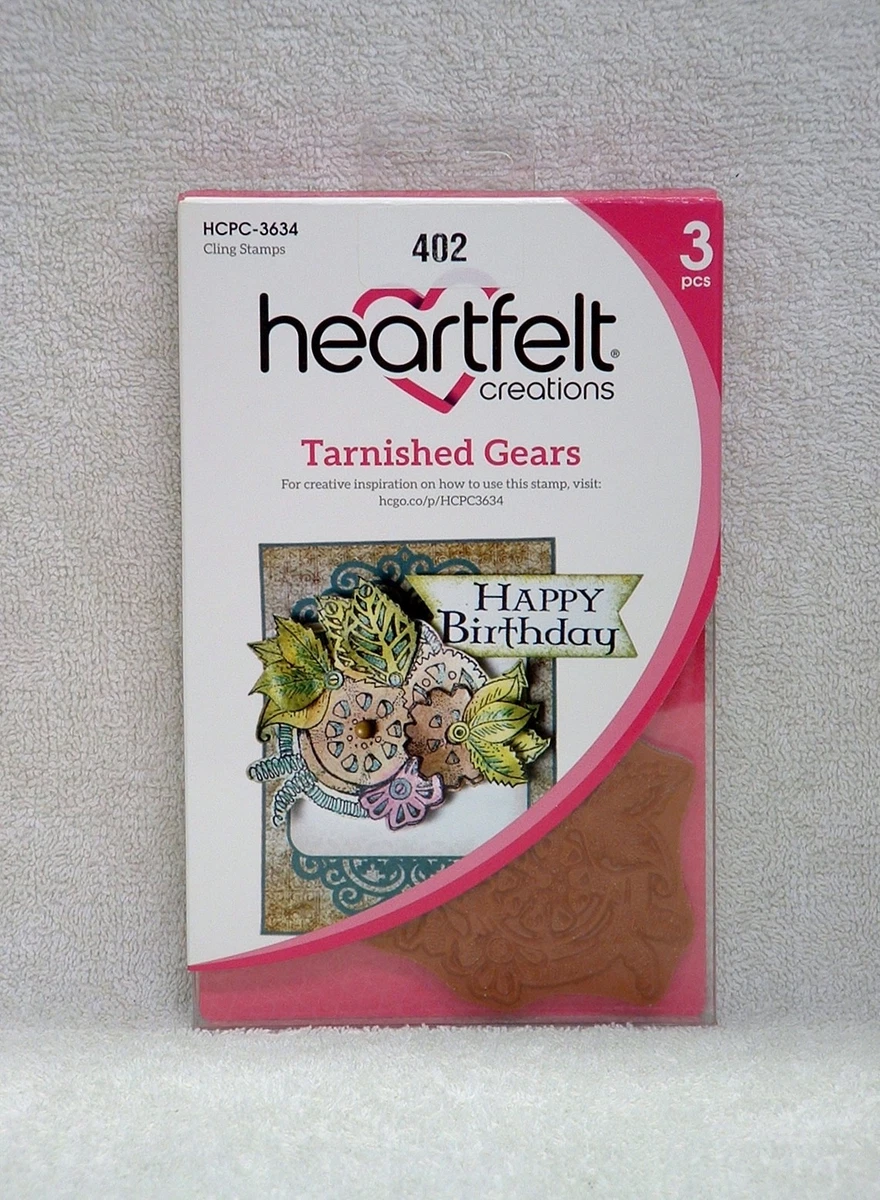 HCPC-3634
Cling Stamps
402
3
pcs
heartfelt®
creations
Tarnished Gears
For creative inspiration on how to use this stamp, visit:
hcgo.co/p/HCPC3634
HAPPY
Birthday